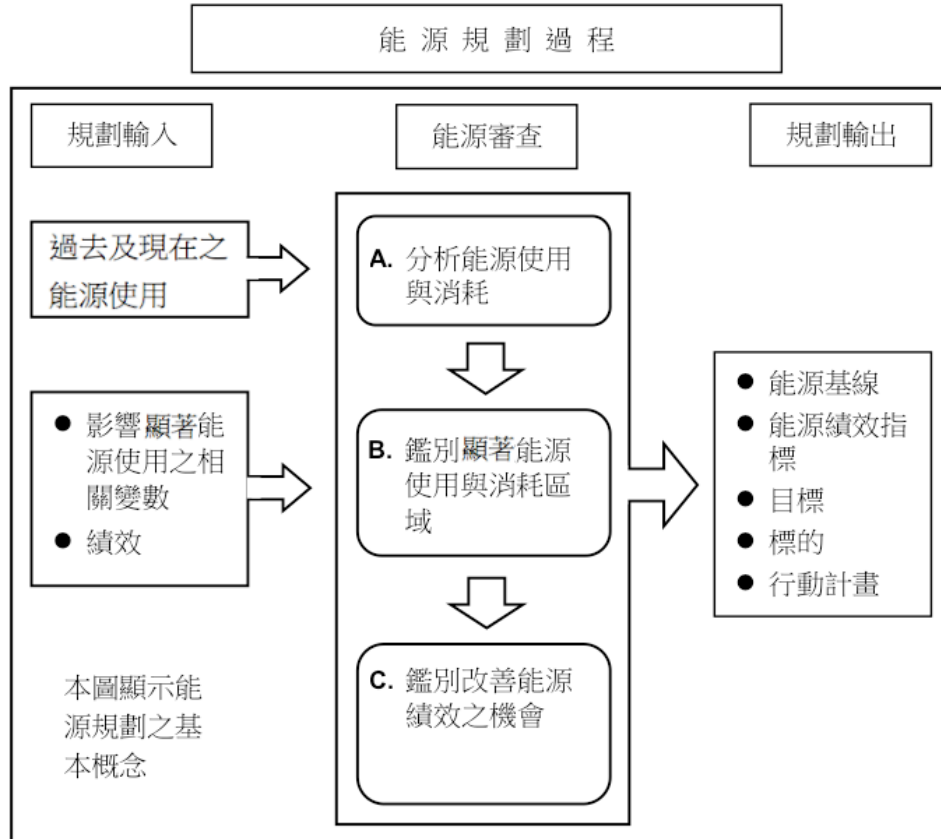 能源規劃過程
規劃輸入
能源審查
規劃輸出
過去及現在之
能源使用
● 影響顯著能
源使用之相
關變數
● 績效
本圖顯示能
源規劃之基
本概念
A. 分析能源使用
與消耗
B. 鑑別顯著能源
使用與消耗區
域
C. 鑑別改善能源
績效之機會
● 能源基線
● 能源績效指
標
● 目標
● 標的
● 行動計畫